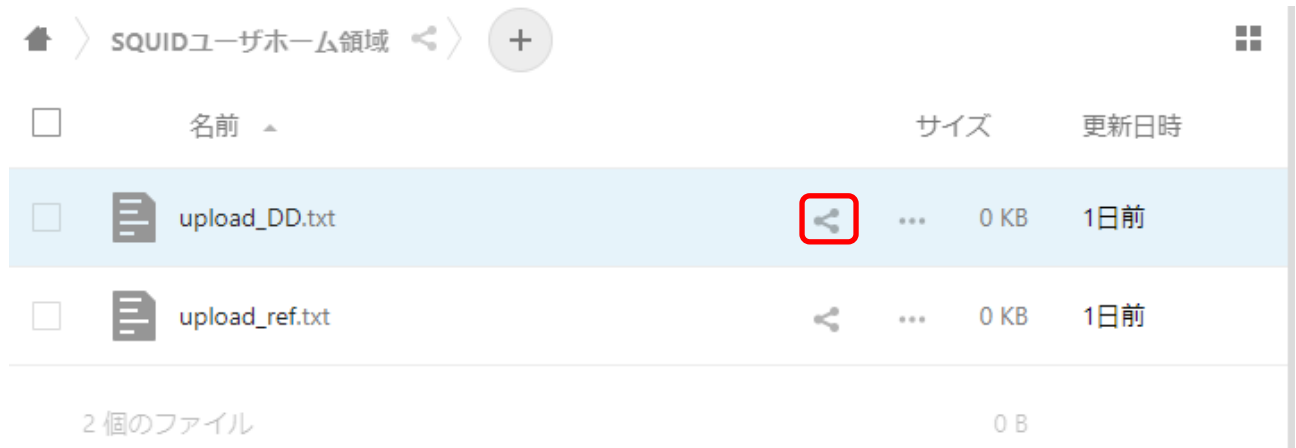 SQUIDユーザホーム領域
名前 サイズ 更新日時
upload_DD.txt 0 KB 1日前
upload_ref.txt 0 KB 1日前
2 個のファイル 0 B